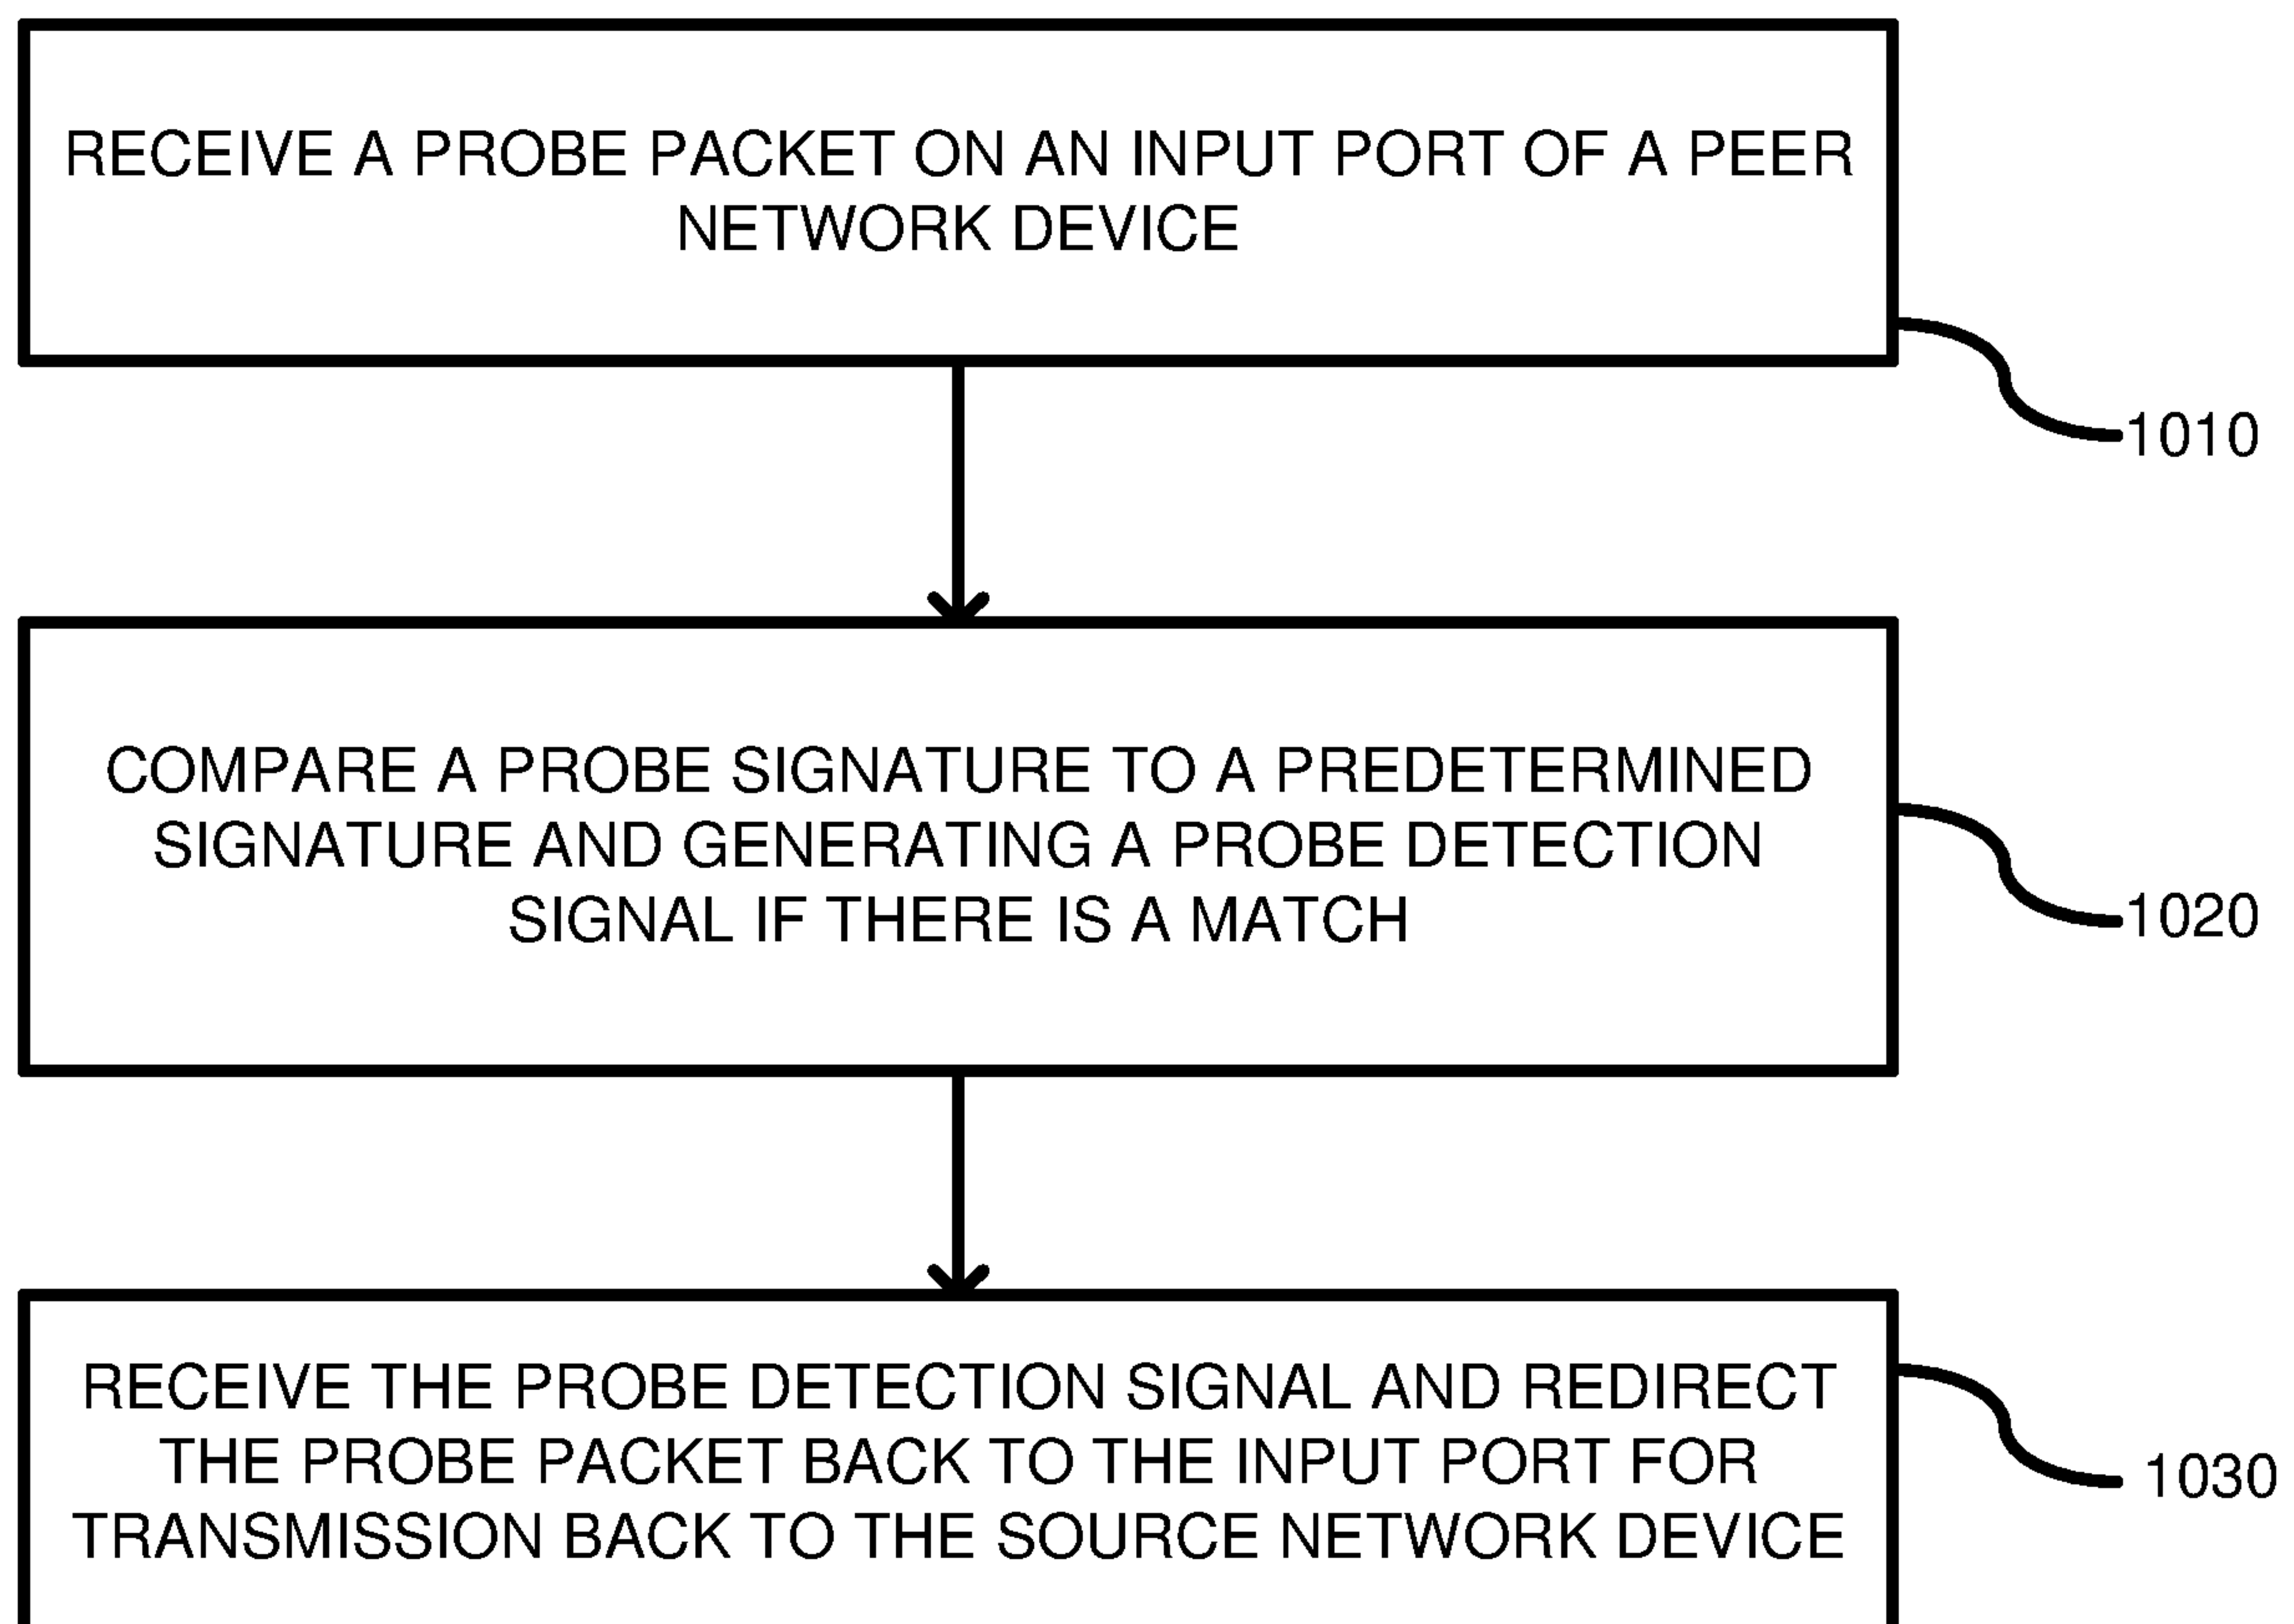 RECEIVE A PROBE PACKET ON AN INPUT PORT OF A PEER
NETWORK DEVICE
1010
COMPARE A PROBE SIGNATURE TO A PREDETERMINED
SIGNATURE AND GENERATING A PROBE DETECTION
SIGNAL IF THERE IS A MATCH
1020
RECEIVE THE PROBE DETECTION SIGNAL AND REDIRECT
THE PROBE PACKET BACK TO THE INPUT PORT FOR
TRANSMISSION BACK TO THE SOURCE NETWORK DEVICE
1030